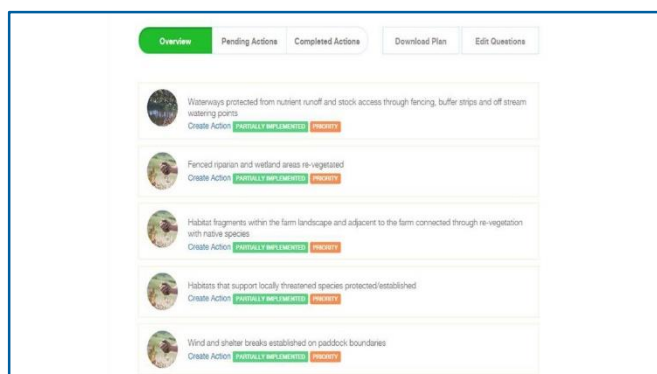 Overview Pending Actions Completed Actions Download Plan Edit Questions
Waterways protected from nutrient runoff and stock access through fencing, buffer strips and off stream
watering points
Create Action PARTIALLY IMPLEMENTED PRIORITY
Fenced riparian and wetland areas re-vegetated
Create Action PARTIALLY IMPLEMENTED PRIORITY
Habitat fragments within the farm landscape and adjacent to the farm connected through re-vegetation
with native species
Create Action PARTIALLY IMPLEMENTED PRIORITY
Habitats that support locally threatened species protected/established
Create Action PARTIALLY IMPLEMENTED PRIORITY
Wind and shelter breaks established on paddock boundaries
Create Action PARTIALLY IMPLEMENTED PRIORITY